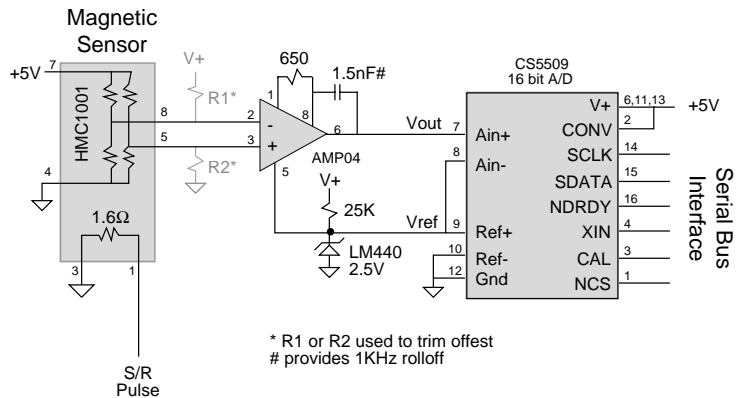 Magnetic
Sensor
+5V
7
HMC1001
4
8
5
1.6Ω
3
1
S/R
Pulse
V+
R1*
R2*
650
1.5nF#
1
8
2
-
3
+
6
5
AMP04
V+
25K
LM440
2.5V
Vout
Vref
CS5509
16 bit A/D
7
Ain+
8
Ain-
9
Ref+
10
Ref-
12
Gnd
V+
6,11,13
+5V
CONV
2
SCLK
14
SDATA
15
NDRDY
16
XIN
4
CAL
3
NCS
1
Serial Bus
Interface
* R1 or R2 used to trim offest
# provides 1KHz rolloff